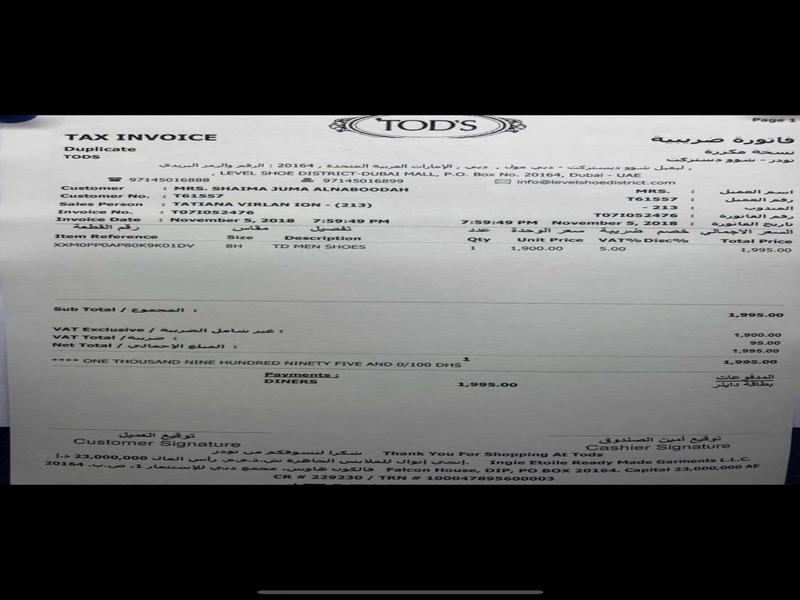 TOD'S
Page 1
TAX INVOICE
فاتورة ضريبية
Duplicate
نسخة مكررة
TODS
تودز - شوو دستركت
, ليفيل شوو ديستركت - دبي مول , دبي , الإمارات العربية المتحدة , 20164 : الرقم والرمز البريدي
, LEVEL SHOE DISTRICT-DUBAI MALL, P.O. Box No. 20164, Dubai - UAE
97145016888 97145016899 info@levelshoedistrict.com
Customer : MRS. SHAIMA JUMA ALNABOODAH MRS. : اسم العميل
Customer No. : T61557 T61557 : رقم العميل
Sales Person : TATIANA VIRLAN ION - (213) - 213 : المندوب
Invoice No. : T07I052476 T07I052476 : رقم الفاتورة
Invoice Date : November 5, 2018 7:59:49 PM 7:59:49 PM November 5, 2018 : تاريخ الفاتورة
رقم القطعة مقاس تفصيل عدد سعر الوحدة ضريبة خصم السعر الاجمالي
Item Reference Size Description Qty Unit Price VAT% Disc% Total Price
XXM0PP0AP80K9K01DV 8H TD MEN SHOES 1 1,900.00 5.00 1,995.00
Sub Total / المجموع : 1,995.00
VAT Exclusive / غير شامل الضريبة : 1,900.00
VAT Total / ضريبة : 95.00
Net Total / المبلغ الإجمالي : 1,995.00
**** ONE THOUSAND NINE HUNDRED NINETY FIVE AND 0/100 DHS 1 1,995.00
Payments : المدفوعات
DINERS 1,995.00 بطاقة داينز
توقيع العميل توقيع أمين الصندوق
Customer Signature Cashier Signature
شكرا لتسوقكم من تودز Thank You For Shopping At Tods
إنجي إتوال للملابس الجاهزة ش.ذ.م.م. رأس المال 23,000,000 د.إ. Ingie Etoile Ready Made Garments L.L.C.
فالكون هاوس، مجمع دبي للإستثمار 1، ص.ب. 20164 Falcon House, DIP, PO BOX 20164. Capital 23,000,000 AE
CR # 229230 / TRN # 100047895600003